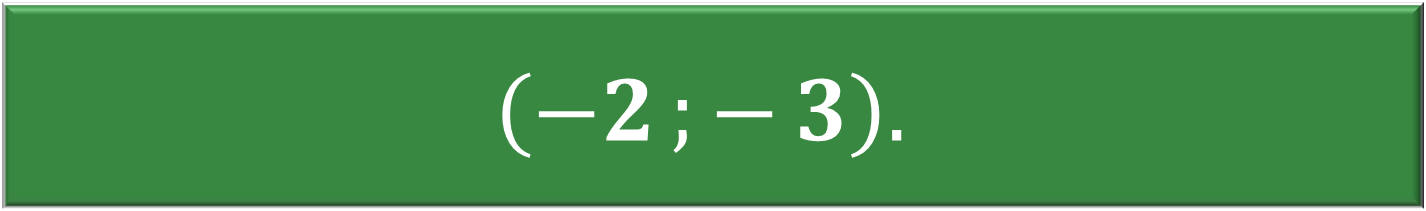 (−2 ; − 3).